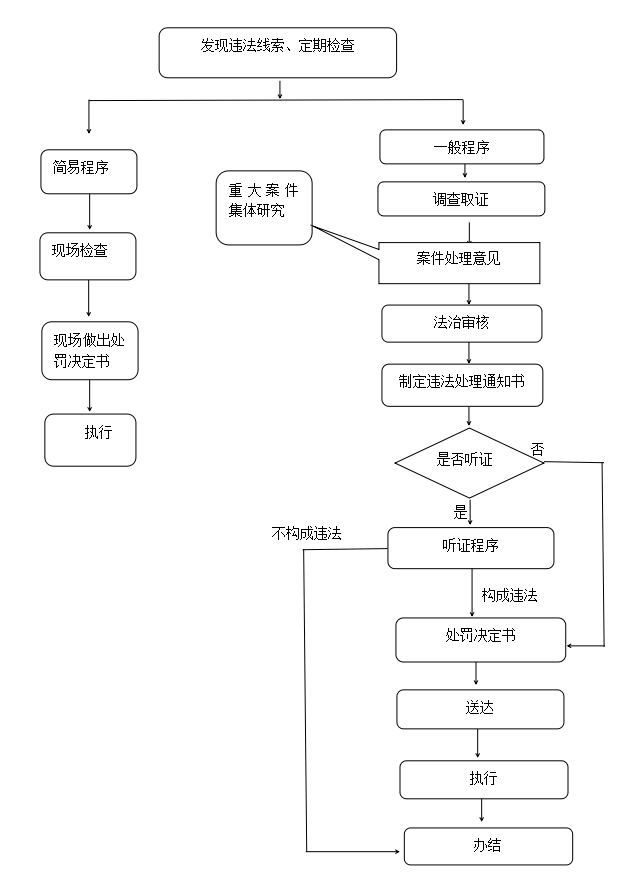 发现违法线索、定期检查
一般程序
简易程序
重大案件
集体研究
调查取证
现场检查
案件处理意见
法治审核
现场做出处
罚决定书
制定违法处理通知书
执行
是否听证
否
是
不构成违法
听证程序
构成违法
处罚决定书
送达
执行
办结